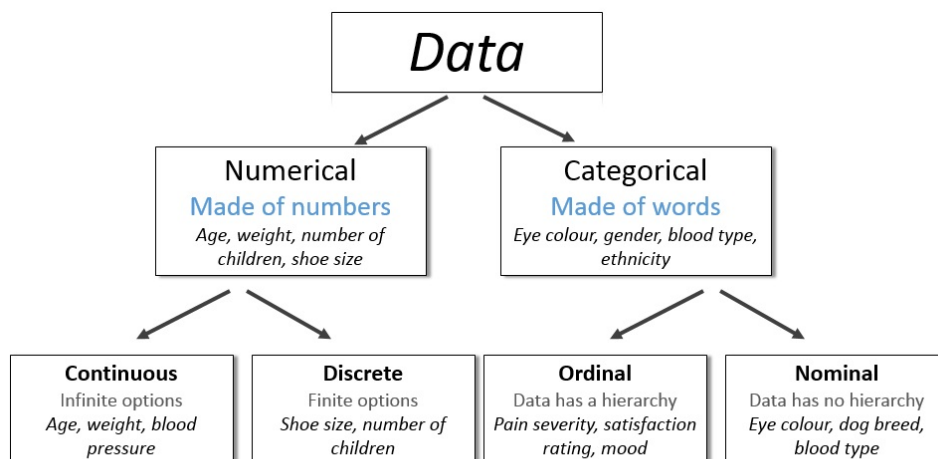 Data
Numerical
Made of numbers
Age, weight, number of
children, shoe size
Categorical
Made of words
Eye colour, gender, blood type,
ethnicity
Continuous
Infinite options
Age, weight, blood
pressure
Discrete
Finite options
Shoe size, number of
children
Ordinal
Data has a hierarchy
Pain severity, satisfaction
rating, mood
Nominal
Data has no hierarchy
Eye colour, dog breed,
blood type